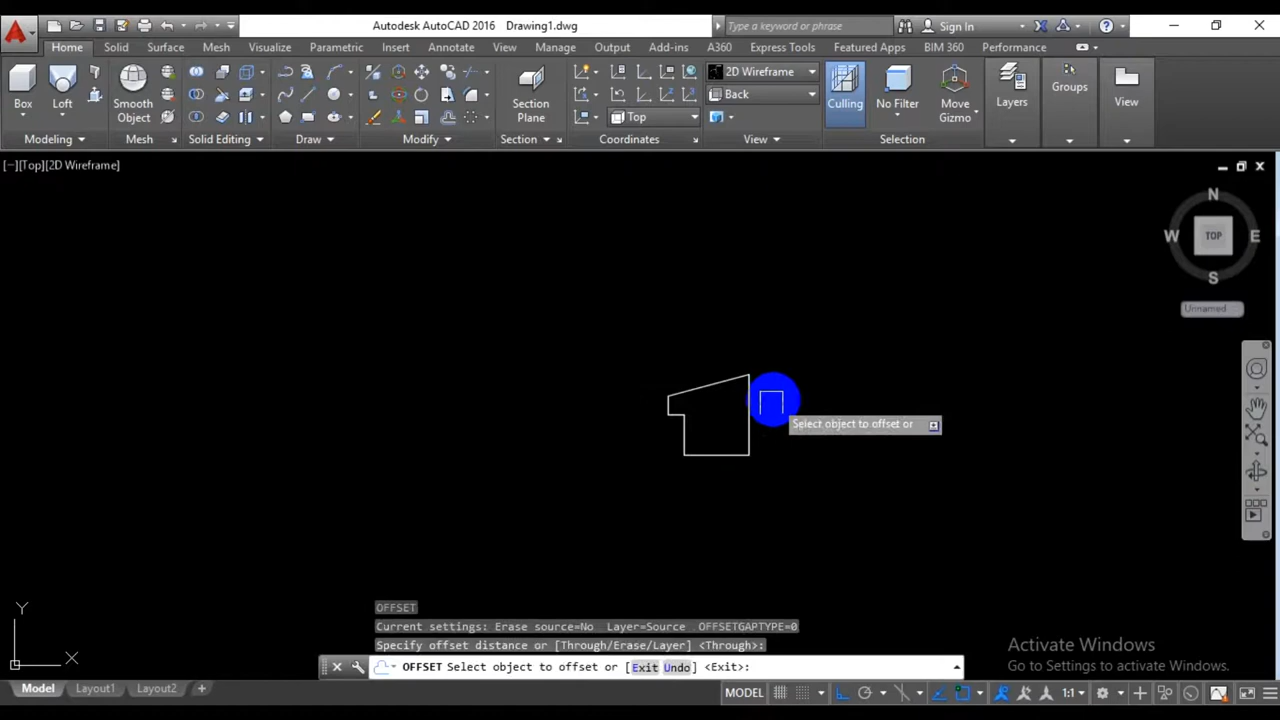 Autodesk AutoCAD 2016 Drawing1.dwg
Type a keyword or phrase
Sign In
Home Solid Surface Mesh Visualize Parametric Insert Annotate View Manage Output Add-ins A360 Express Tools Featured Apps BIM 360 Performance
2D Wireframe
Back
Top
Box
Loft
Smooth
Object
Section
Plane
Culling
No Filter
Move
Gizmo
Layers
Groups
View
Modeling
Mesh
Solid Editing
Draw
Modify
Section
Coordinates
View
Selection
[−][Top][2D Wireframe]
N
W TOP E
S
Unnamed
Select object to offset or
Y
X
OFFSET
Current settings: Erase source=No Layer=Source OFFSETGAPTYPE=0
Specify offset distance or [Through/Erase/Layer] <Through>:
OFFSET Select object to offset or [Exit Undo] <Exit>:
Activate Windows
Go to Settings to activate Windows.
Model Layout1 Layout2 +
MODEL
1:1